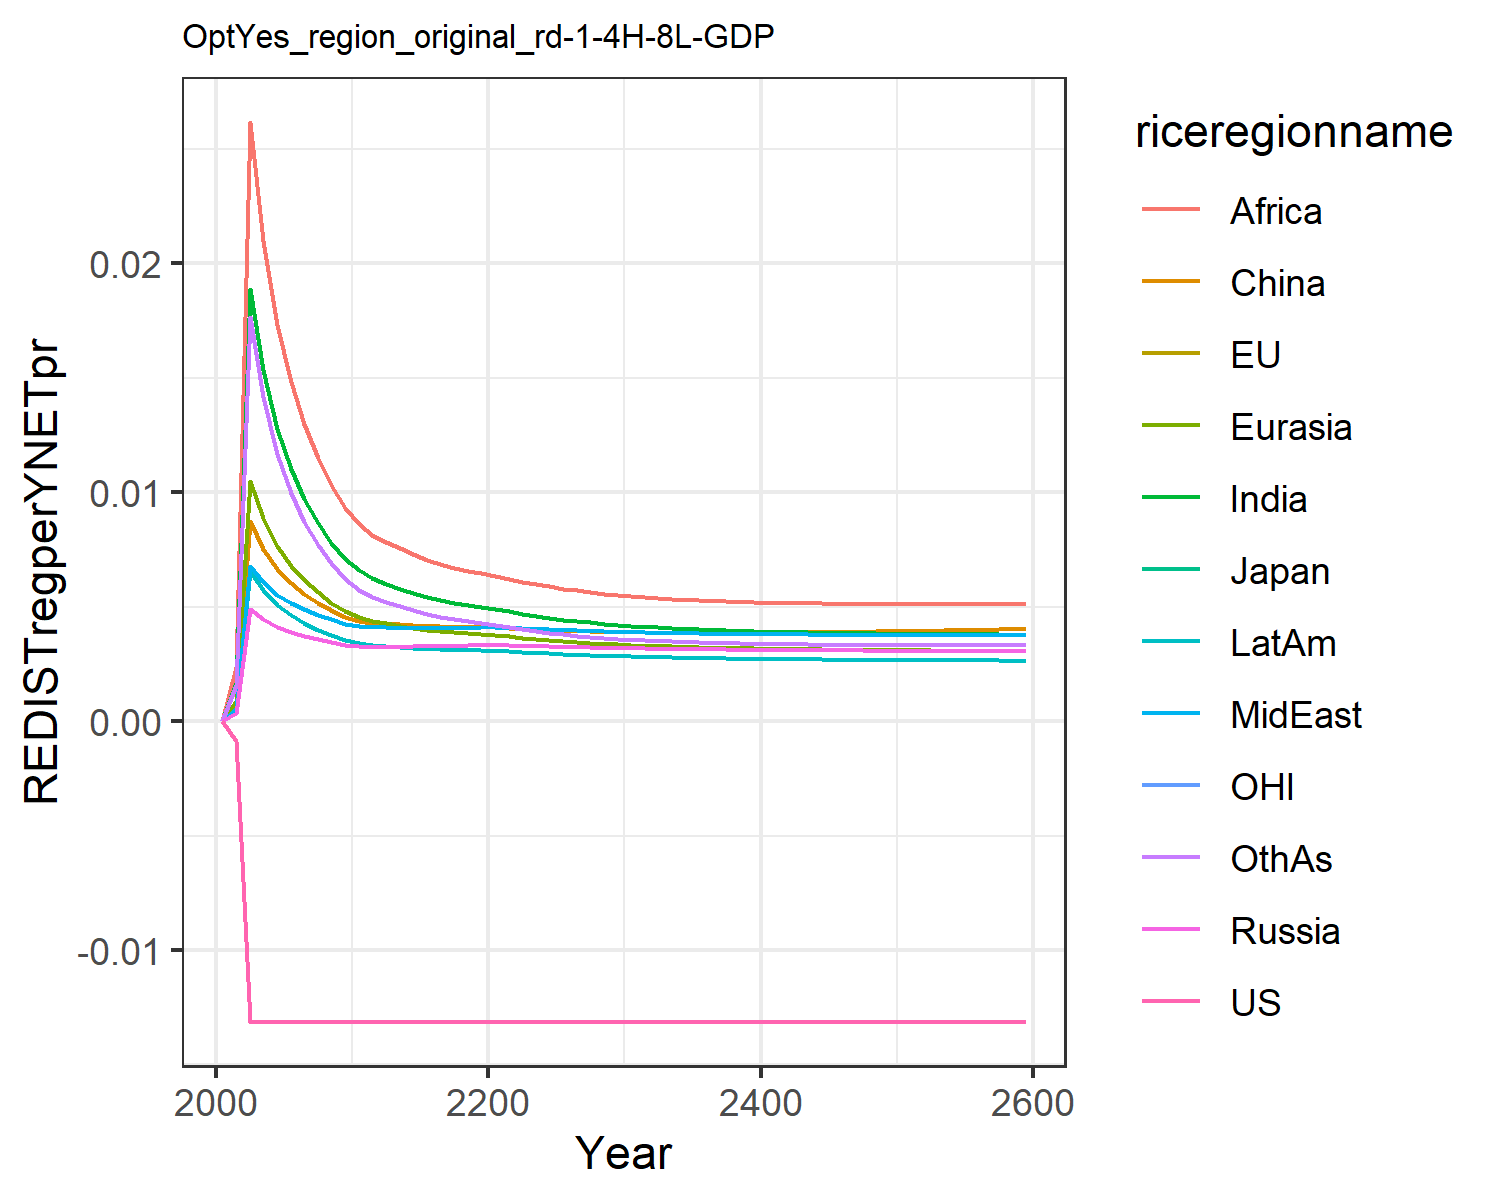 OptYes_region_original_rd-1-4H-8L-GDP
REDISTregperYNETpr
0.02
0.01
0.00
-0.01
2000 2200 2400 2600
Year
riceregionname
Africa
China
EU
Eurasia
India
Japan
LatAm
MidEast
OHI
OthAs
Russia
US